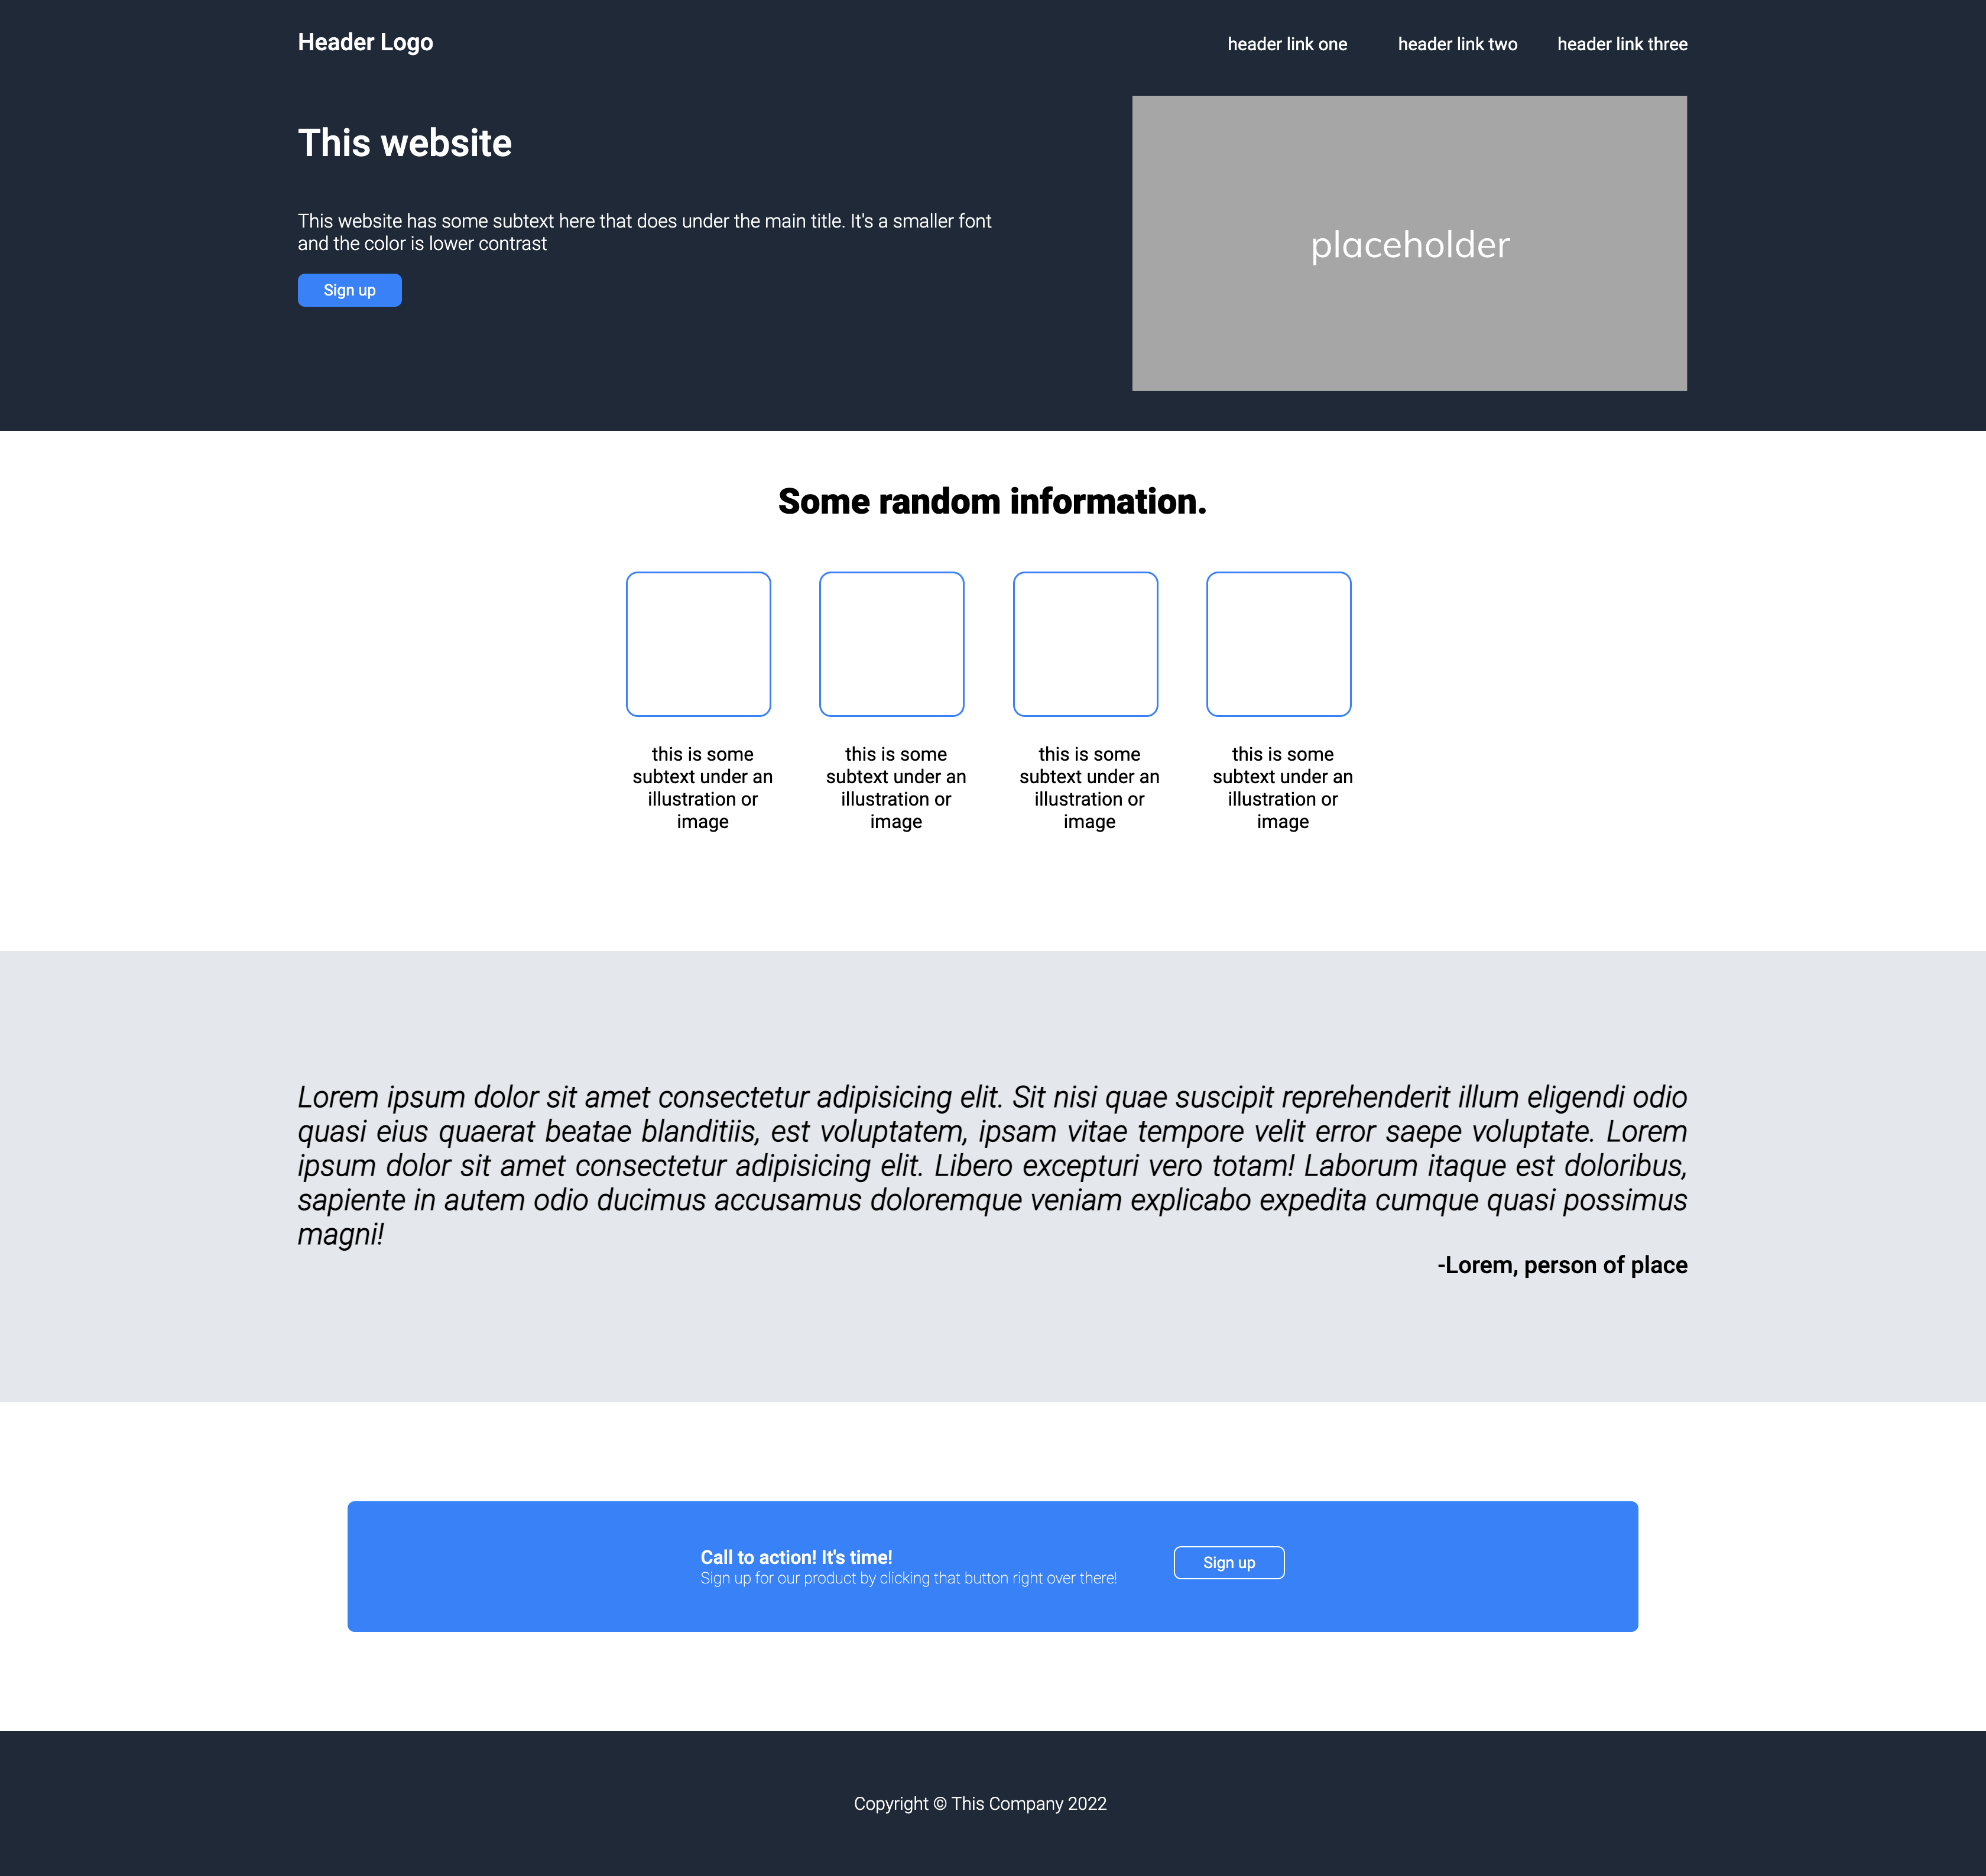 Header Logo
header link one
header link two
header link three
This website
This website has some subtext here that does under the main title. It's a smaller font
and the color is lower contrast
Sign up
placeholder
Some random information.
this is some
subtext under an
illustration or
image
this is some
subtext under an
illustration or
image
this is some
subtext under an
illustration or
image
this is some
subtext under an
illustration or
image
Lorem ipsum dolor sit amet consectetur adipisicing elit. Sit nisi quae suscipit reprehenderit illum eligendi odio
quasi eius quaerat beatae blanditiis, est voluptatem, ipsam vitae tempore velit error saepe voluptate. Lorem
ipsum dolor sit amet consectetur adipisicing elit. Libero excepturi vero totam! Laborum itaque est doloribus,
sapiente in autem odio ducimus accusamus doloremque veniam explicabo expedita cumque quasi possimus
magni!
-Lorem, person of place
Call to action! It's time!
Sign up for our product by clicking that button right over there!
Sign up
Copyright © This Company 2022